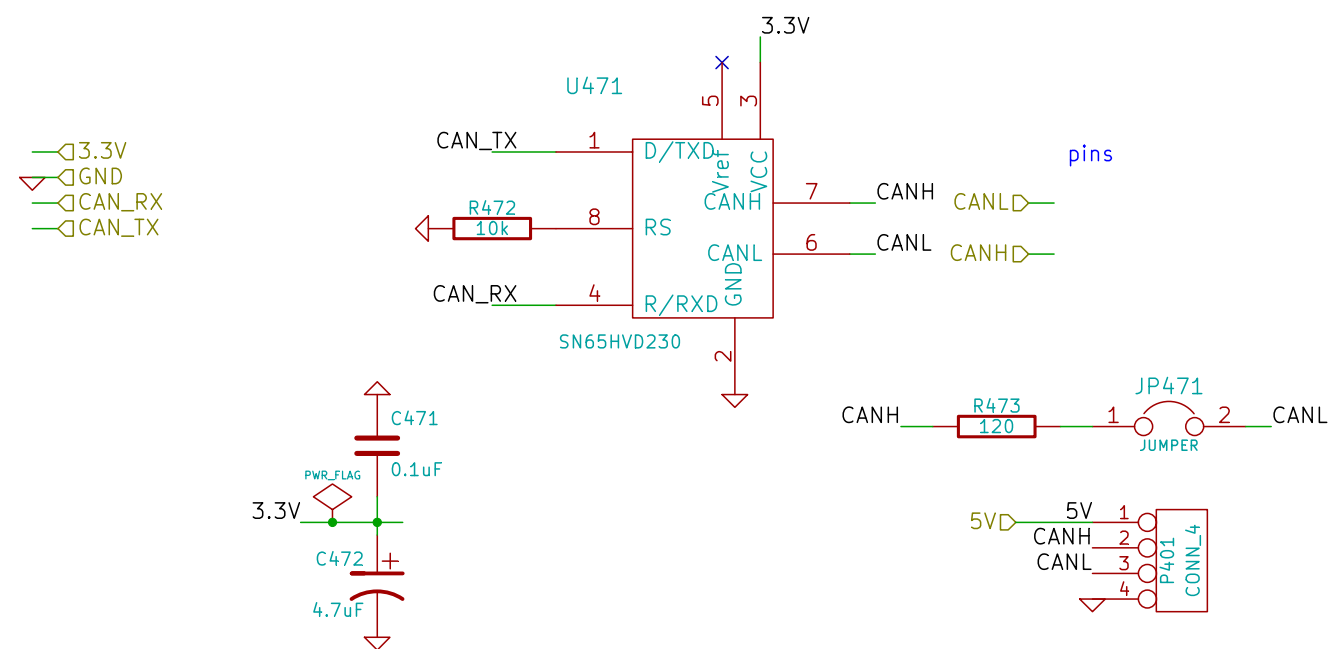 3.3V
U471
5
3
CAN_TX
1
D/TXD
Vref
VCC
pins
3.3V
GND
CAN_RX
CAN_TX
CANH
7
CANH
CANL
R472
10k
8
RS
CANL
6
CANL
CANH
GND
CAN_RX
4
R/RXD
SN65HVD230
2
JP471
C471
CANH
R473
120
1
2
CANL
JUMPER
0.1uF
PWR_FLAG
3.3V
5V
5V
1
CANH
2
CANL
3
4
P401
CONN_4
C472
+
4.7uF